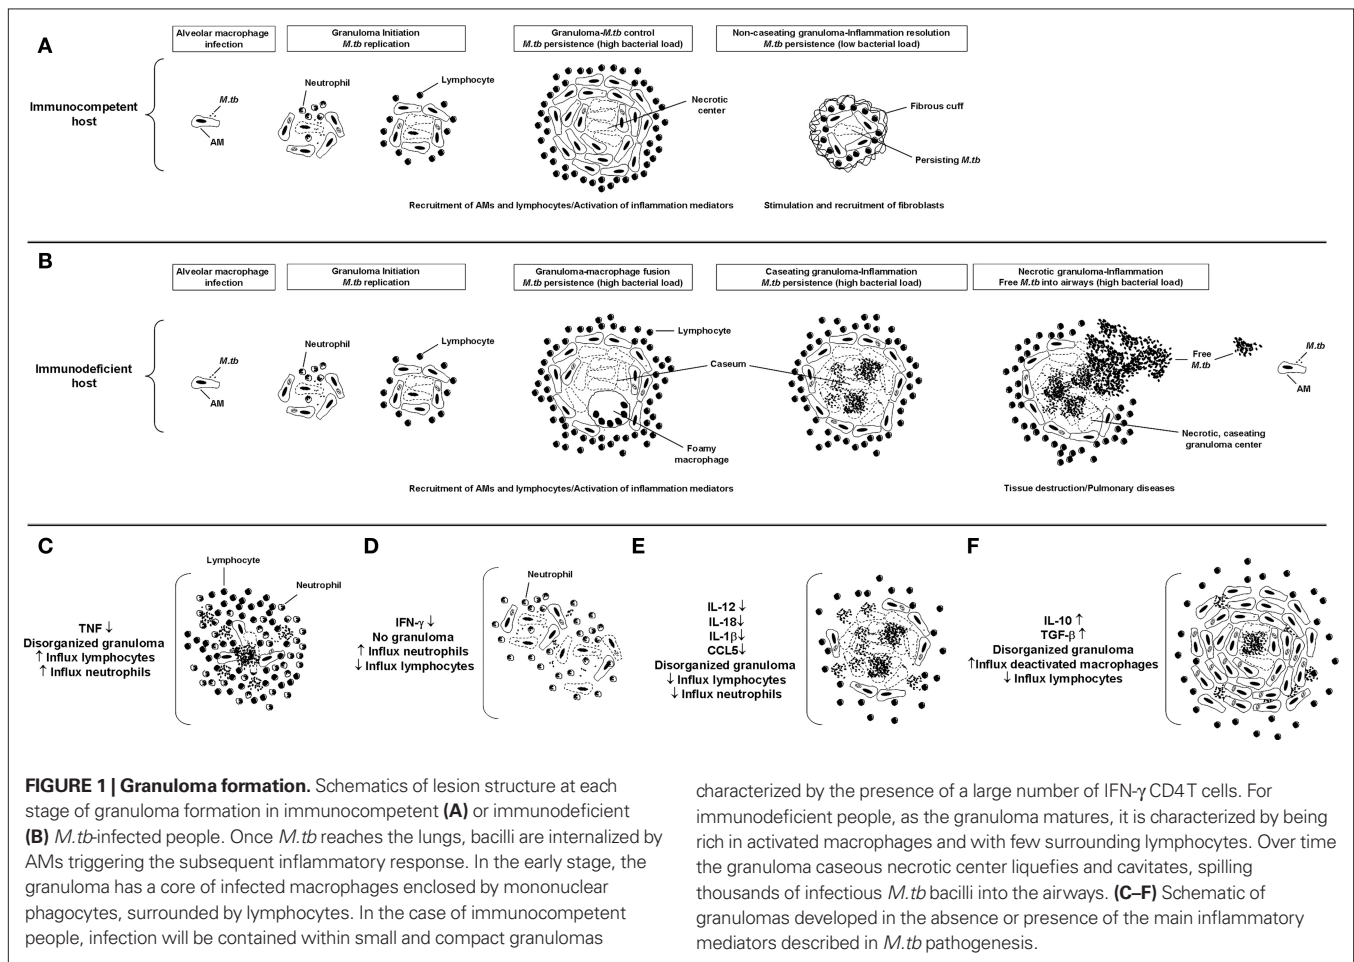 A
Alveolar macrophage
infection
Granuloma Initiation
M.tb replication
Granuloma-M.tb control
M.tb persistence (high bacterial load)
Non-caseating granuloma-Inflammation resolution
M.tb persistence (low bacterial load)
Immunocompetent
host
M.tb
AM
Neutrophil
Lymphocyte
Necrotic
center
Fibrous cuff
Persisting M.tb
Recruitment of AMs and lymphocytes/Activation of inflammation mediators
Stimulation and recruitment of fibroblasts
B
Alveolar macrophage
infection
Granuloma Initiation
M.tb replication
Granuloma-macrophage fusion
M.tb persistence (high bacterial load)
Caseating granuloma-Inflammation
M.tb persistence (high bacterial load)
Necrotic granuloma-Inflammation
Free M.tb into airways (high bacterial load)
Immunodeficient
host
M.tb
AM
Neutrophil
Lymphocyte
Lymphocyte
Caseum
Foamy
macrophage
Free
M.tb
M.tb
AM
Necrotic, caseating
granuloma center
Recruitment of AMs and lymphocytes/Activation of inflammation mediators
Tissue destruction/Pulmonary diseases
C
Lymphocyte
Neutrophil
TNF ↓
Disorganized granuloma
↑ Influx lymphocytes
↑ Influx neutrophils
D
Neutrophil
IFN-γ ↓
No granuloma
↑ Influx neutrophils
↓ Influx lymphocytes
E
IL-12 ↓
IL-18↓
IL-1β↓
CCL5↓
Disorganized granuloma
↓ Influx lymphocytes
↓ Influx neutrophils
F
IL-10 ↑
TGF-β ↑
Disorganized granuloma
↑Influx deactivated macrophages
↓ Influx lymphocytes
FIGURE 1 | Granuloma formation. Schematics of lesion structure at each
stage of granuloma formation in immunocompetent (A) or immunodeficient
(B) M.tb-infected people. Once M.tb reaches the lungs, bacilli are internalized by
AMs triggering the subsequent inflammatory response. In the early stage, the
granuloma has a core of infected macrophages enclosed by mononuclear
phagocytes, surrounded by lymphocytes. In the case of immunocompetent
people, infection will be contained within small and compact granulomas
characterized by the presence of a large number of IFN-γ CD4 T cells. For
immunodeficient people, as the granuloma matures, it is characterized by being
rich in activated macrophages and with few surrounding lymphocytes. Over time
the granuloma caseous necrotic center liquefies and cavitates, spilling
thousands of infectious M.tb bacilli into the airways. (C–F) Schematic of
granulomas developed in the absence or presence of the main inflammatory
mediators described in M.tb pathogenesis.